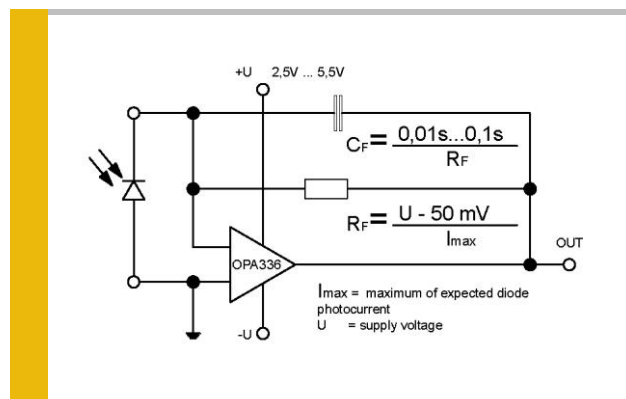 +U 2,5V ... 5,5V
CF= 0,01s...0,1s
RF
RF= U - 50 mV
Imax
OUT
OPA336
Imax = maximum of expected diode
photocurrent
U = supply voltage
-U